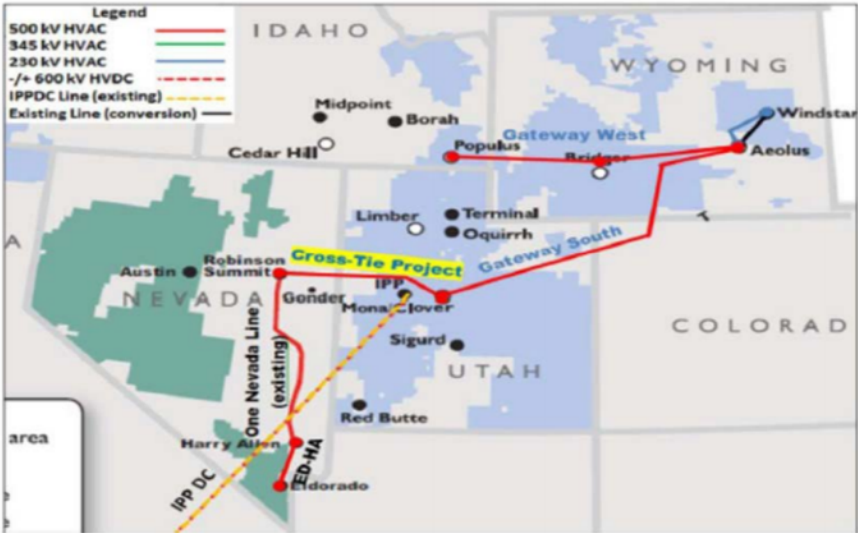 Legend
500 kV HVAC
345 kV HVAC
230 kV HVAC
-/+ 600 kV HVDC
IPPDC Line (existing)
Existing Line (conversion)
IDAHO
WYOMING
Midpoint
Borah
Cedar Hill
Populus
Gateway West
Bridger
Windstar
Aeolus
Limber
Terminal
Oquirrh
Gateway South
T
A
Austin
Robinson
Summit
Cross-Tie Project
IPP
Gonder
Mona/Clover
NEVADA
COLORAD
Sigurd
UTAH
One Nevada Line
(existing)
Red Butte
Harry Allen
ED-HA
Eldorado
IPP DC
area